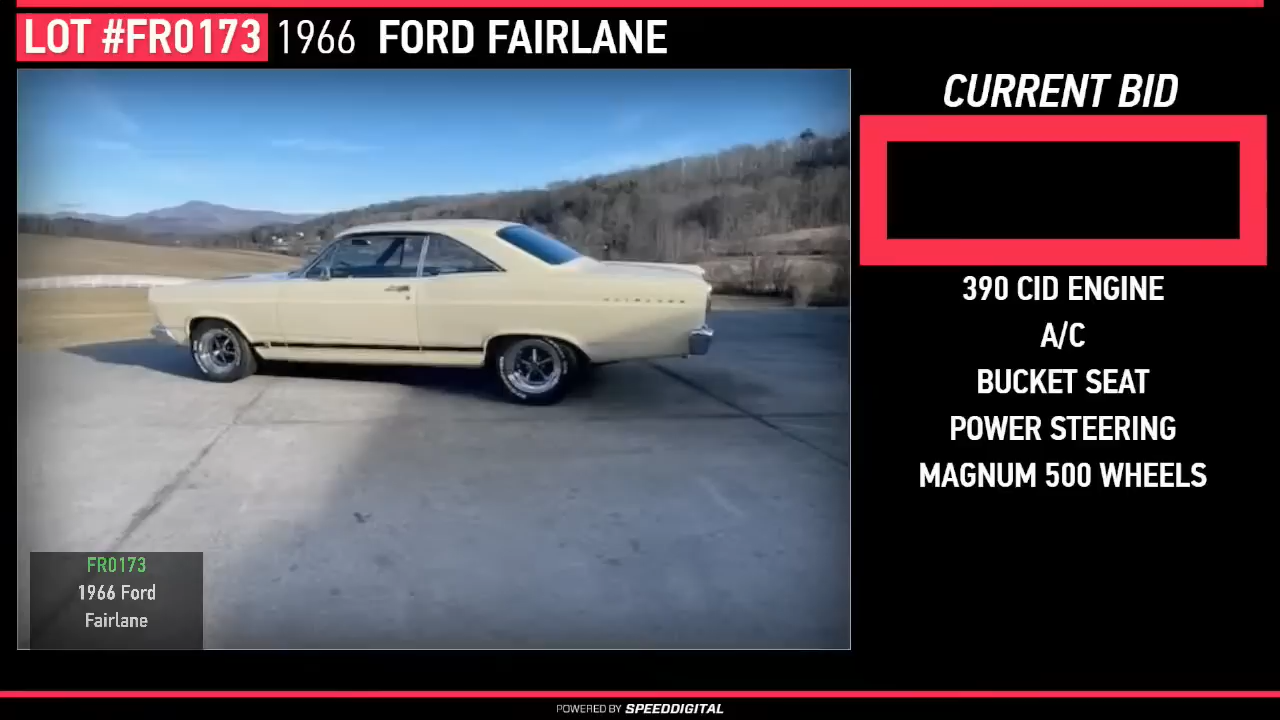 LOT #FR0173 1966 FORD FAIRLANE
CURRENT BID
390 CID ENGINE
A/C
BUCKET SEAT
POWER STEERING
MAGNUM 500 WHEELS
FR0173
1966 Ford
Fairlane
POWERED BY SPEEDDIGITAL